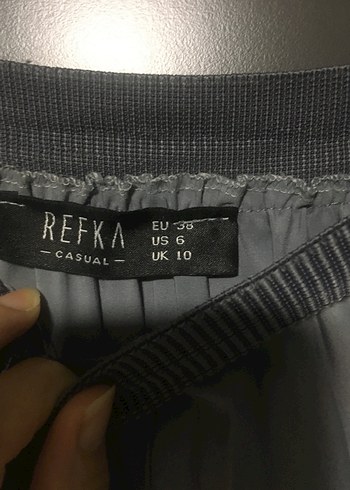 REFKA
— CASUAL —
EU 38
US 6
UK 10